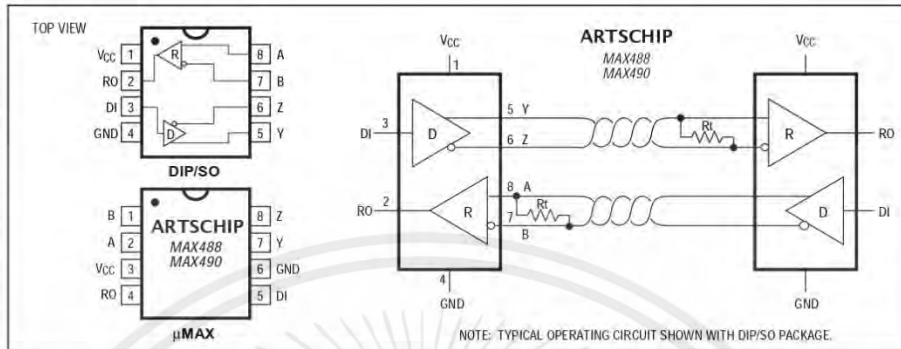 TOP VIEW
VCC 1
RO 2
DI 3
GND 4
8 A
7 B
6 Z
5 Y
R
D
DIP/SO
B 1
A 2
VCC 3
RO 4
8 Z
7 Y
6 GND
5 DI
ARTSCHIP
MAX488
MAX490
µMAX
ARTSCHIP
MAX488
MAX490
VCC
1
VCC
DI 3
D
5 Y
6 Z
Rt
R
RO
RO 2
R
8 A
7
B
Rt
D
DI
4
GND
GND
NOTE: TYPICAL OPERATING CIRCUIT SHOWN WITH DIP/SO PACKAGE.